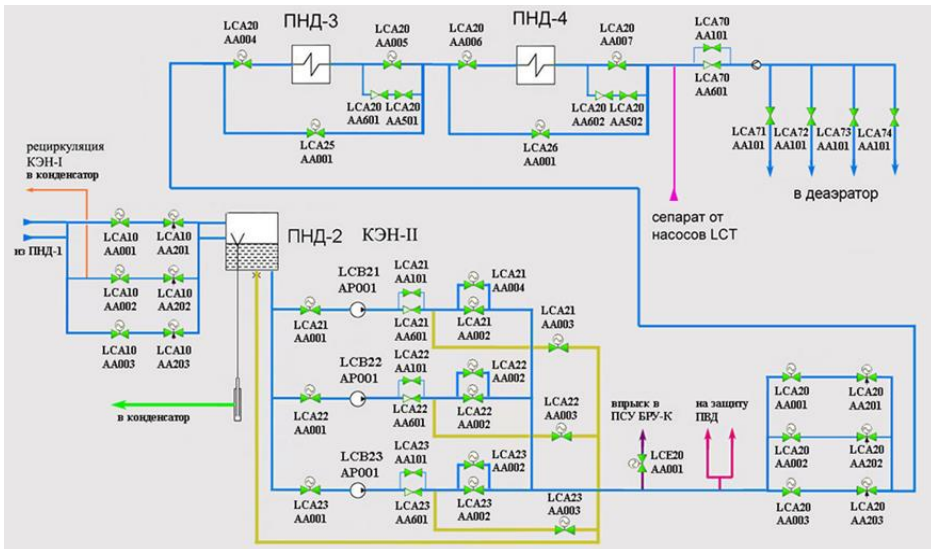 ПНД-3
ПНД-4
LCA20
AA004
LCA20
AA005
LCA20
AA006
LCA20
AA007
LCA70
AA101
LCA70
AA601
LCA20
AA601
LCA20
AA501
LCA20
AA602
LCA20
AA502
LCA25
AA001
LCA26
AA001
LCA71
AA101
LCA72
AA101
LCA73
AA101
LCA74
AA101
в деаэратор
сепарат от
насосов LCT
рециркуляция
КЭН-I
в конденсатор
из ПНД-1
LCA10
AA001
LCA10
AA201
LCA10
AA002
LCA10
AA202
LCA10
AA003
LCA10
AA203
ПНД-2
КЭН-II
в конденсатор
LCB21
AP001
LCA21
AA101
LCA21
AA004
LCA21
AA001
LCA21
AA601
LCA21
AA002
LCA21
AA003
LCB22
AP001
LCA22
AA101
LCA22
AA002
LCA22
AA001
LCA22
AA601
LCA22
AA002
LCA22
AA003
LCB23
AP001
LCA23
AA101
LCA23
AA002
LCA23
AA001
LCA23
AA601
LCA23
AA002
LCA23
AA003
впрыск в
ПСУ БРУ-К
на защиту
ПВД
LCE20
AA001
LCA20
AA001
LCA20
AA201
LCA20
AA002
LCA20
AA202
LCA20
AA003
LCA20
AA203